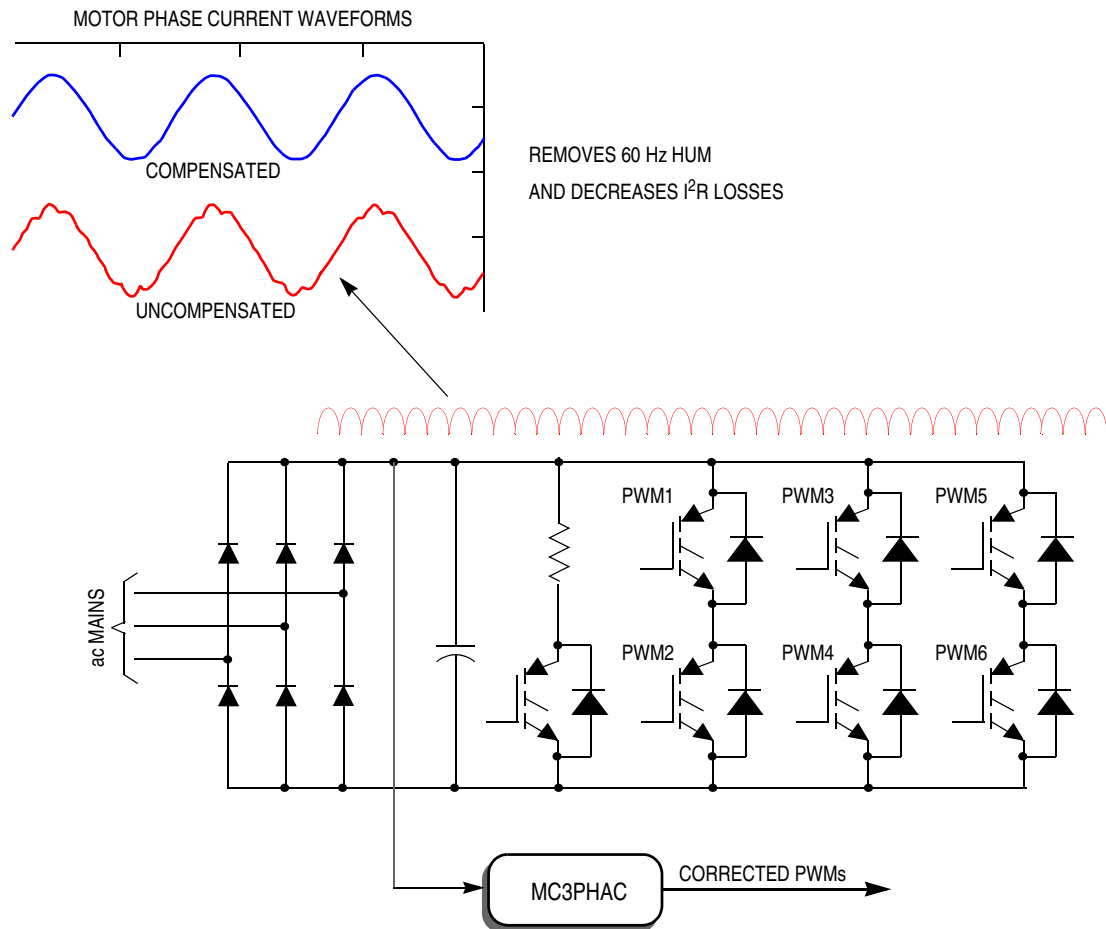 MOTOR PHASE CURRENT WAVEFORMS
COMPENSATED
REMOVES 60 Hz HUM
AND DECREASES I²R LOSSES
UNCOMPENSATED
PWM1
PWM3
PWM5
ac MAINS
PWM2
PWM4
PWM6
MC3PHAC
CORRECTED PWMs